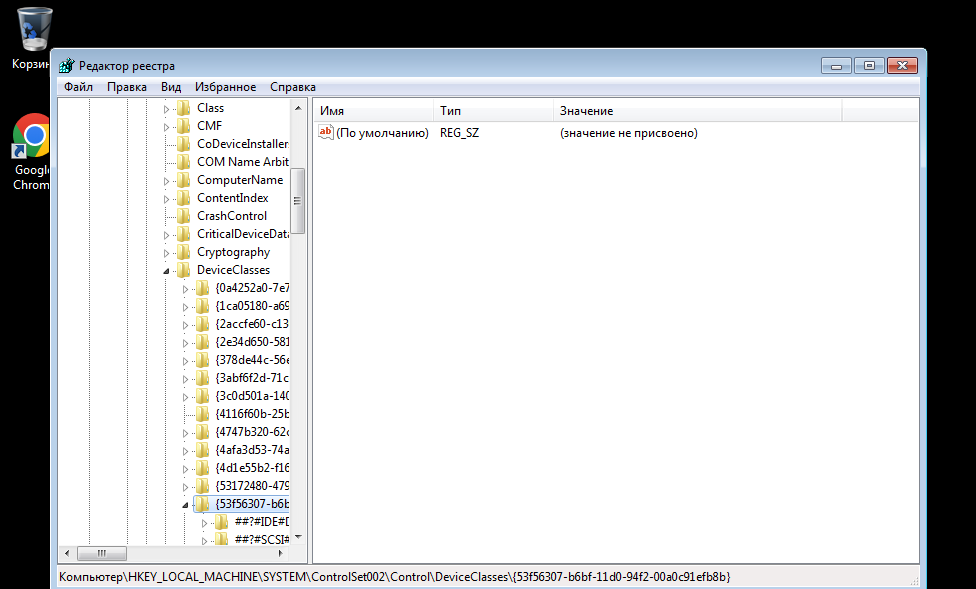 Корзин
Google
Chrom
Редактор реестра
Файл Правка Вид Избранное Справка
Class
CMF
CoDeviceInstaller
COM Name Arbit
ComputerName
ContentIndex
CrashControl
CriticalDeviceData
Cryptography
DeviceClasses
{0a4252a0-7e7
{1ca05180-a69
{2accfe60-c13
{2e34d650-581
{378de44c-56e
{3abf6f2d-71c
{3c0d501a-140
{4116f60b-25b
{4747b320-62c
{4afa3d53-74a
{4d1e55b2-f16
{53172480-479
{53f56307-b6b
##?#IDE#D
##?#SCSI#
Имя Тип Значение
ab (По умолчанию) REG_SZ (значение не присвоено)
Компьютер\HKEY_LOCAL_MACHINE\SYSTEM\ControlSet002\Control\DeviceClasses\{53f56307-b6bf-11d0-94f2-00a0c91efb8b}